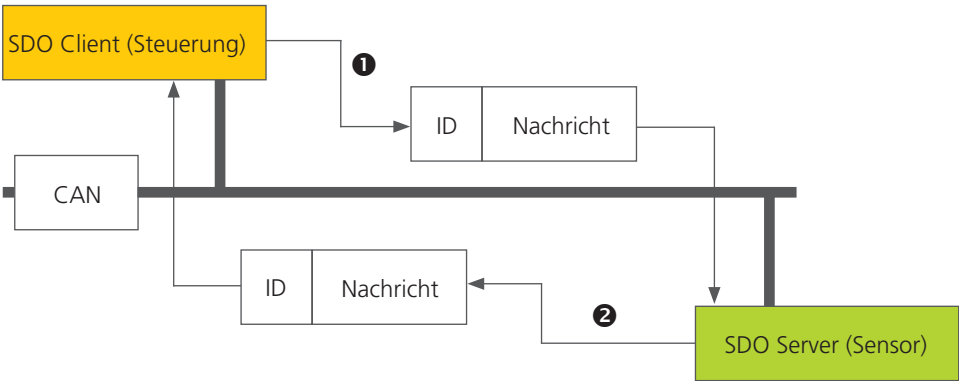 SDO Client (Steuerung)
❶
ID
Nachricht
CAN
ID
Nachricht
❷
SDO Server (Sensor)